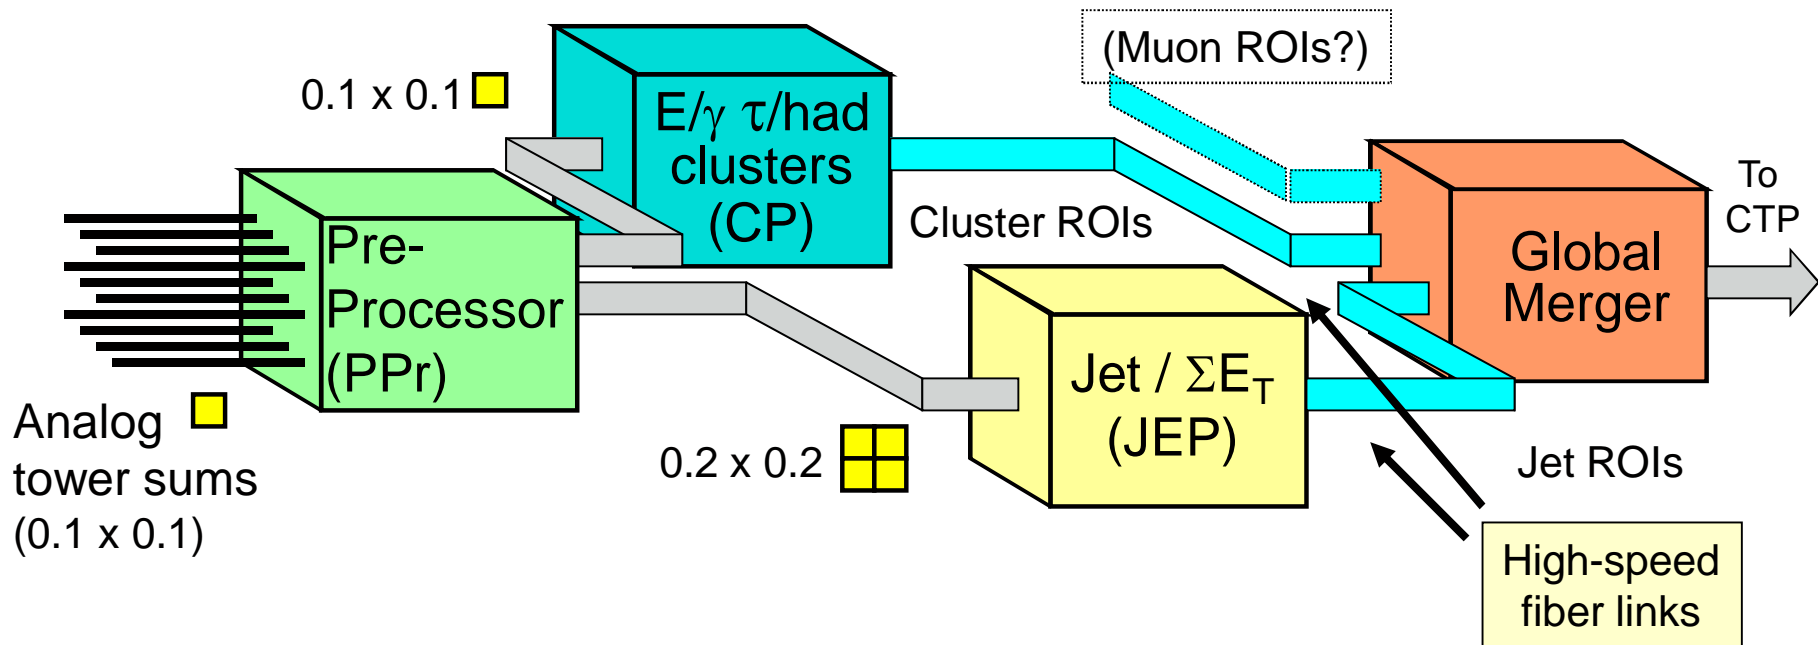 (Muon ROIs?)
0.1 x 0.1
E/γ τ/had
clusters
(CP)
To
CTP
Cluster ROIs
Pre-
Processor
(PPr)
Global
Merger
Jet / ΣET
(JEP)
Analog
tower sums
(0.1 x 0.1)
0.2 x 0.2
Jet ROIs
High-speed
fiber links